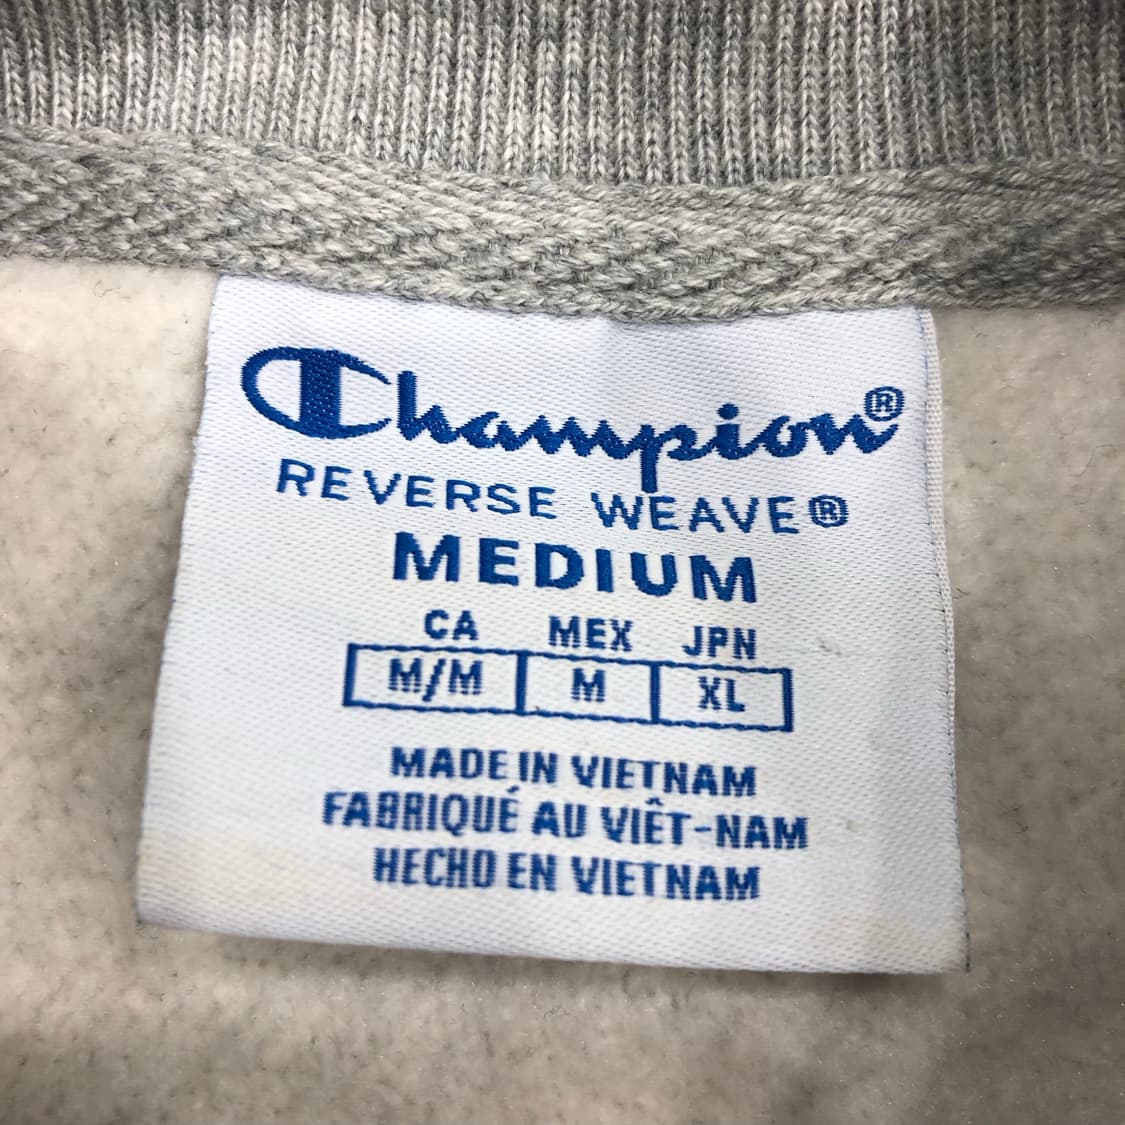 Champion®
REVERSE WEAVE®
MEDIUM
CA MEX JPN
M/M M XL
MADE IN VIETNAM
FABRIQUÉ AU VIÊT-NAM
HECHO EN VIETNAM